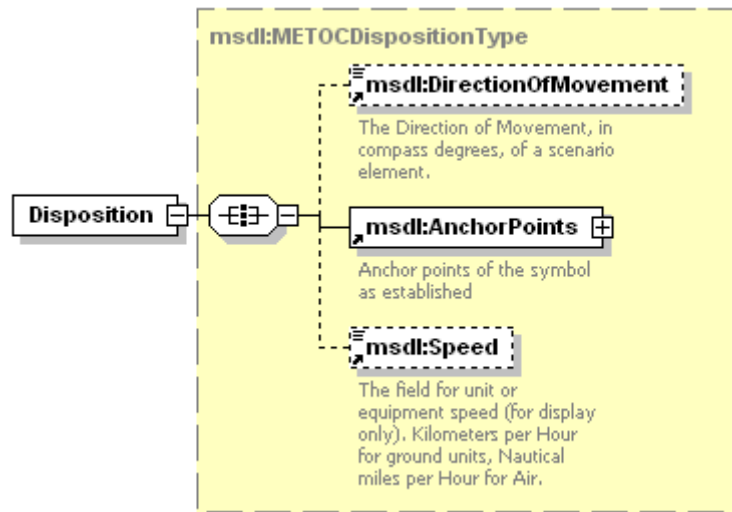 msdl:METOCDispositionType
msdl:DirectionOfMovement
The Direction of Movement, in
compass degrees, of a scenario
element.
Disposition
msdl:AnchorPoints
Anchor points of the symbol
as established
msdl:Speed
The field for unit or
equipment speed (for display
only). Kilometers per Hour
for ground units, Nautical
miles per Hour for Air.